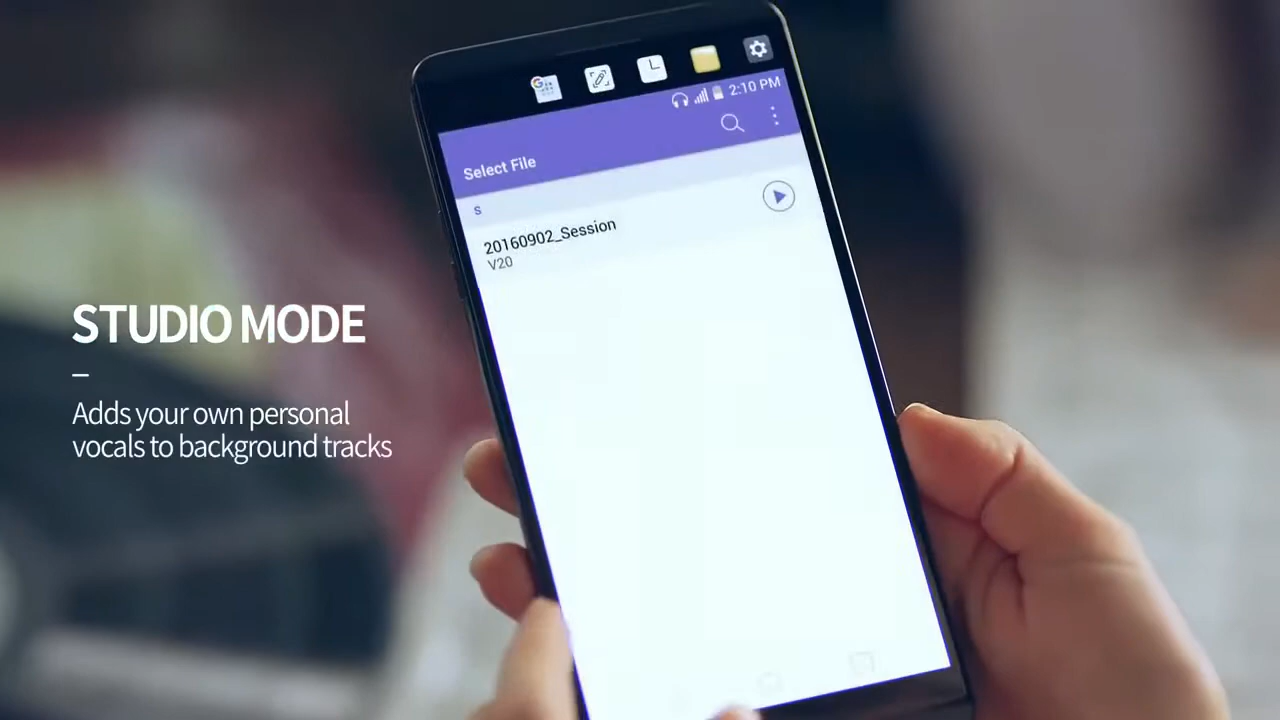 2:10 PM
Select File
S
20160902_Session
V20
STUDIO MODE
Adds your own personal
vocals to background tracks